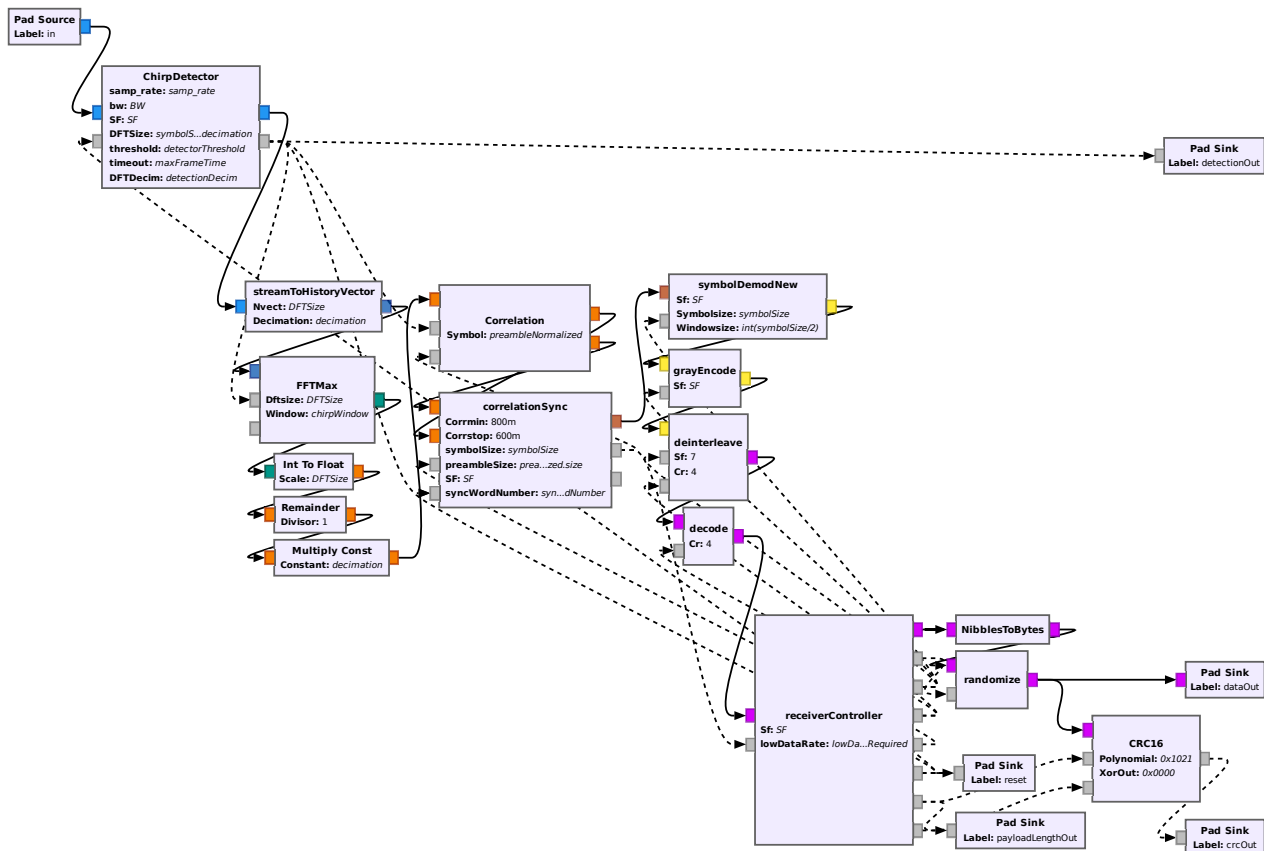 Pad Source
Label: in
ChirpDetector
samp_rate: samp_rate
bw: BW
SF: SF
DFTSize: symbolS...decimation
threshold: detectorThreshold
timeout: maxFrameTime
DFTDecim: detectionDecim
Pad Sink
Label: detectionOut
streamToHistoryVector
Nvect: DFTSize
Decimation: decimation
FFTMax
Dftsize: DFTSize
Window: chirpWindow
Int To Float
Scale: DFTSize
Remainder
Divisor: 1
Multiply Const
Constant: decimation
Correlation
Symbol: preambleNormalized
correlationSync
Corrmin: 800m
Corrstop: 600m
symbolSize: symbolSize
preambleSize: prea...zed.size
SF: SF
syncWordNumber: syn...dNumber
symbolDemodNew
Sf: SF
Symbolsize: symbolSize
Windowsize: int(symbolSize/2)
grayEncode
Sf: SF
deinterleave
Sf: 7
Cr: 4
decode
Cr: 4
receiverController
Sf: SF
lowDataRate: lowDa...Required
NibblesToBytes
randomize
Pad Sink
Label: dataOut
CRC16
Polynomial: 0x1021
XorOut: 0x0000
Pad Sink
Label: reset
Pad Sink
Label: payloadLengthOut
Pad Sink
Label: crcOut